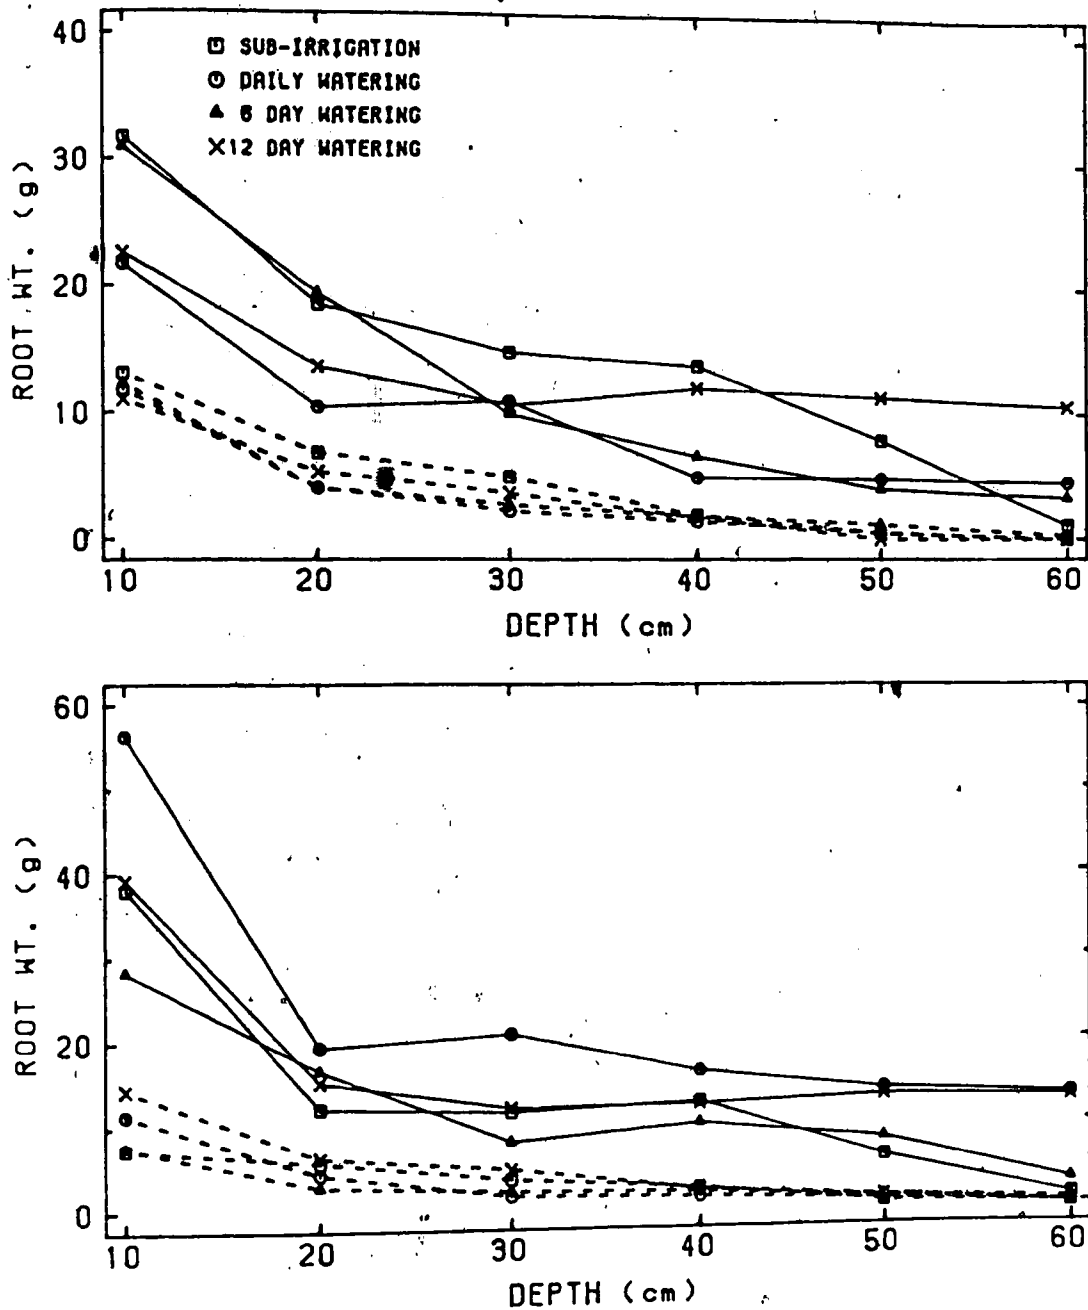 40
30
20
10
0
ROOT WT. (g)
SUB-IRRIGATION
DAILY WATERING
6 DAY WATERING
12 DAY WATERING
10 20 30 40 50 60
DEPTH (cm)
60
40
20
0
ROOT WT. (g)
10 20 30 40 50 60
DEPTH (cm)